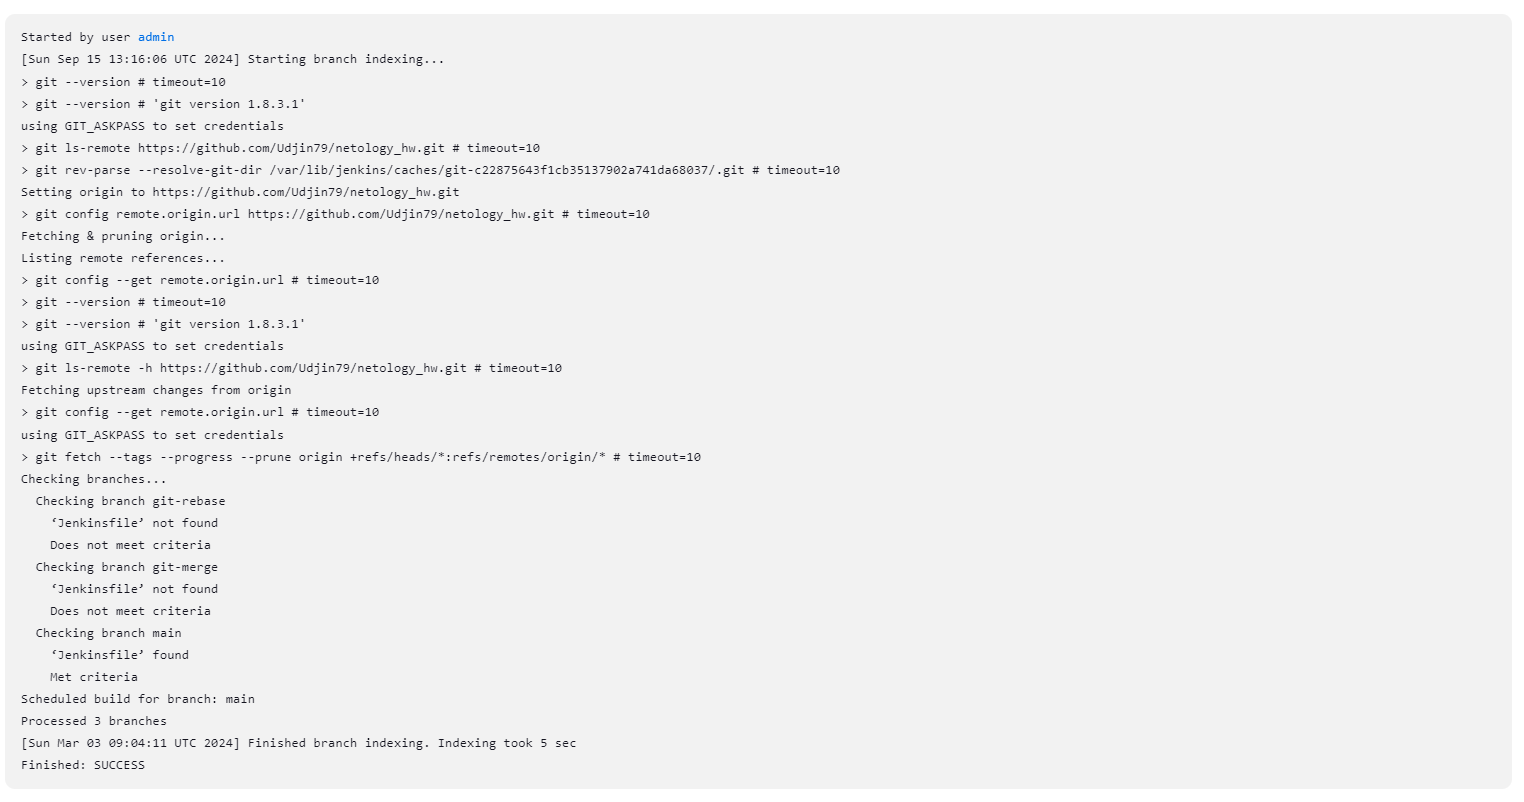 Started by user admin
[Sun Sep 15 13:16:06 UTC 2024] Starting branch indexing...
> git --version # timeout=10
> git --version # 'git version 1.8.3.1'
using GIT_ASKPASS to set credentials
> git ls-remote https://github.com/Udjin79/netology_hw.git # timeout=10
> git rev-parse --resolve-git-dir /var/lib/jenkins/caches/git-c22875643f1cb35137902a741da68037/.git # timeout=10
Setting origin to https://github.com/Udjin79/netology_hw.git
> git config remote.origin.url https://github.com/Udjin79/netology_hw.git # timeout=10
Fetching & pruning origin...
Listing remote references...
> git config --get remote.origin.url # timeout=10
> git --version # timeout=10
> git --version # 'git version 1.8.3.1'
using GIT_ASKPASS to set credentials
> git ls-remote -h https://github.com/Udjin79/netology_hw.git # timeout=10
Fetching upstream changes from origin
> git config --get remote.origin.url # timeout=10
using GIT_ASKPASS to set credentials
> git fetch --tags --progress --prune origin +refs/heads/*:refs/remotes/origin/* # timeout=10
Checking branches...
  Checking branch git-rebase
    ‘Jenkinsfile’ not found
    Does not meet criteria
  Checking branch git-merge
    ‘Jenkinsfile’ not found
    Does not meet criteria
  Checking branch main
    ‘Jenkinsfile’ found
    Met criteria
Scheduled build for branch: main
Processed 3 branches
[Sun Mar 03 09:04:11 UTC 2024] Finished branch indexing. Indexing took 5 sec
Finished: SUCCESS